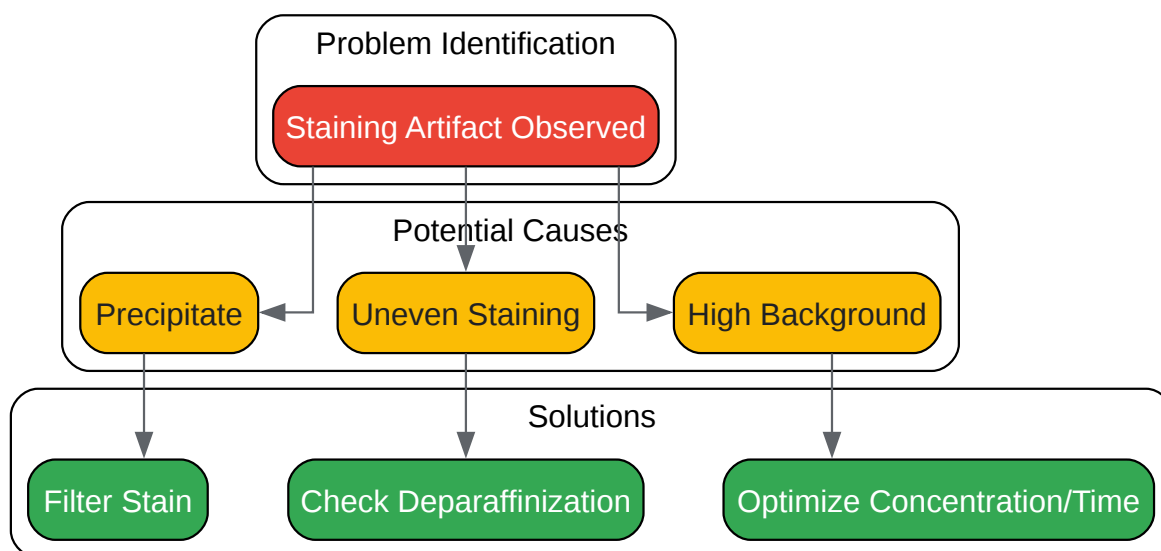 Problem Identification
Staining Artifact Observed
Potential Causes
Precipitate
Uneven Staining
High Background
Solutions
Filter Stain
Check Deparaffinization
Optimize Concentration/Time